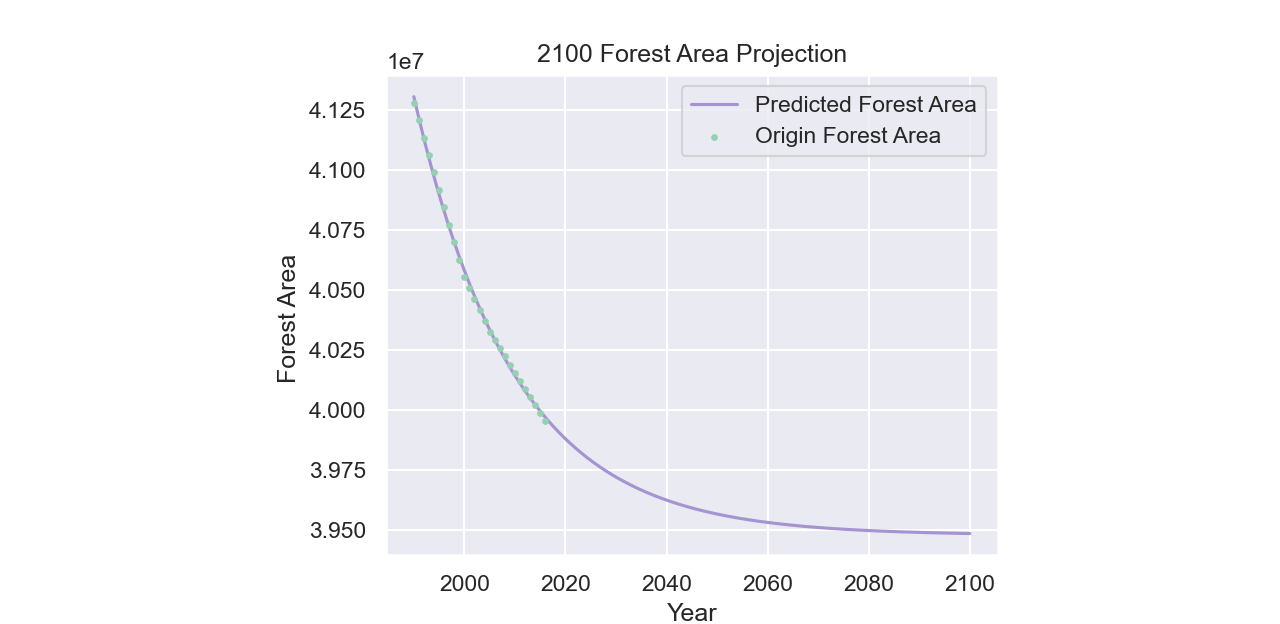 2100 Forest Area Projection
1e7
Predicted Forest Area
Origin Forest Area
4.125
4.100
4.075
4.050
4.025
4.000
3.975
3.950
Forest Area
2000 2020 2040 2060 2080 2100
Year